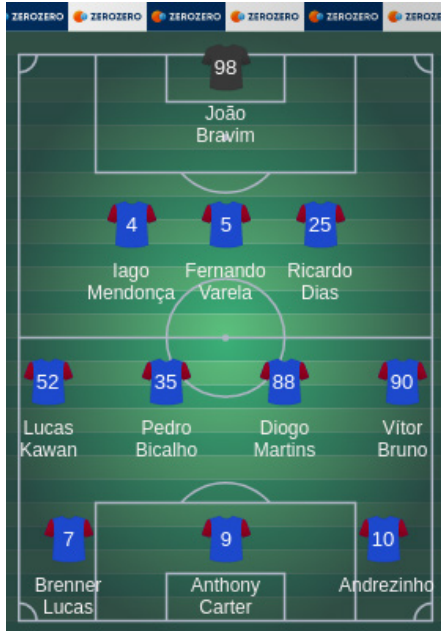 ZEROZERO ZEROZERO ZEROZERO ZEROZERO ZEROZERO ZEROZERO
98
João
Bravim
4 5 25
Iago Fernando Ricardo
Mendonça Varela Dias
52 35 88 90
Lucas Pedro Diogo Vítor
Kawan Bicalho Martins Bruno
7 9 10
Brenner Anthony Andrezinho
Lucas Carter